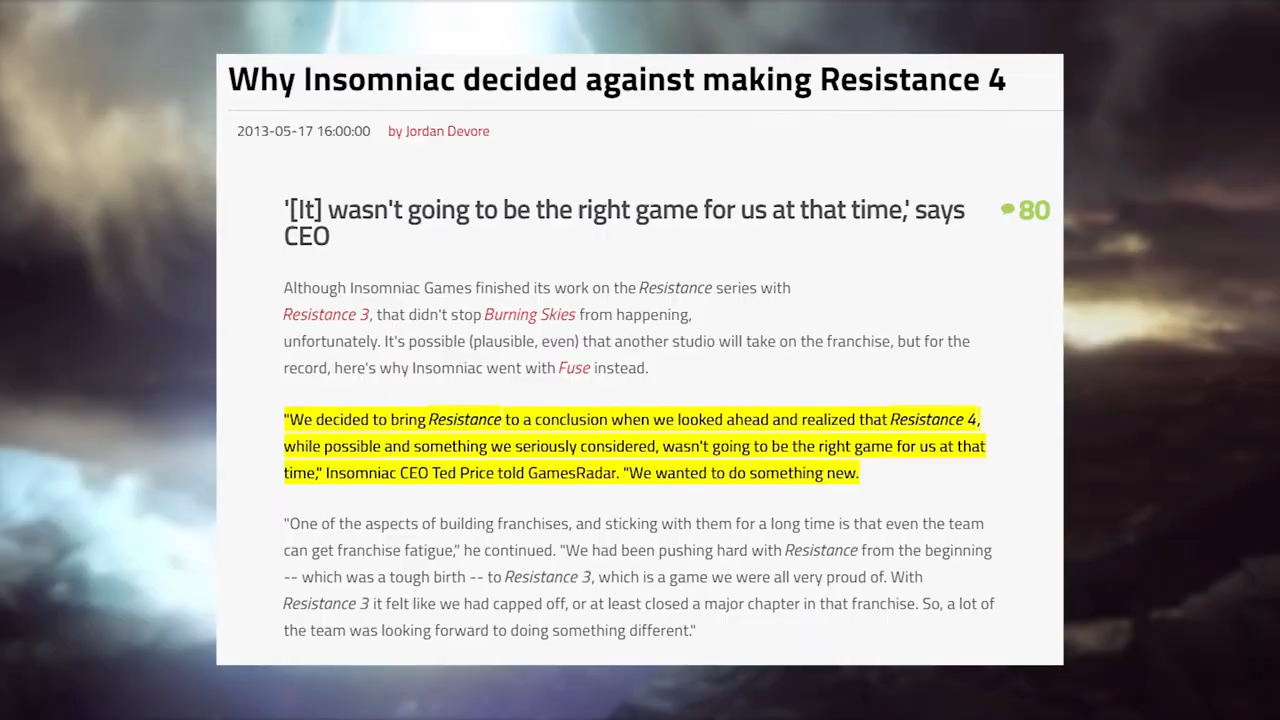 Why Insomniac decided against making Resistance 4
2013-05-17 16:00:00 by Jordan Devore
'[It] wasn't going to be the right game for us at that time,' says
80
CEO
Although Insomniac Games finished its work on the Resistance series with
Resistance 3, that didn't stop Burning Skies from happening,
unfortunately. It's possible (plausible, even) that another studio will take on the franchise, but for the
record, here's why Insomniac went with Fuse instead.
"We decided to bring Resistance to a conclusion when we looked ahead and realized that Resistance 4,
while possible and something we seriously considered, wasn't going to be the right game for us at that
time," Insomniac CEO Ted Price told GamesRadar. "We wanted to do something new.
"One of the aspects of building franchises, and sticking with them for a long time is that even the team
can get franchise fatigue," he continued. "We had been pushing hard with Resistance from the beginning
-- which was a tough birth -- to Resistance 3, which is a game we were all very proud of. With
Resistance 3 it felt like we had capped off, or at least closed a major chapter in that franchise. So, a lot of
the team was looking forward to doing something different."